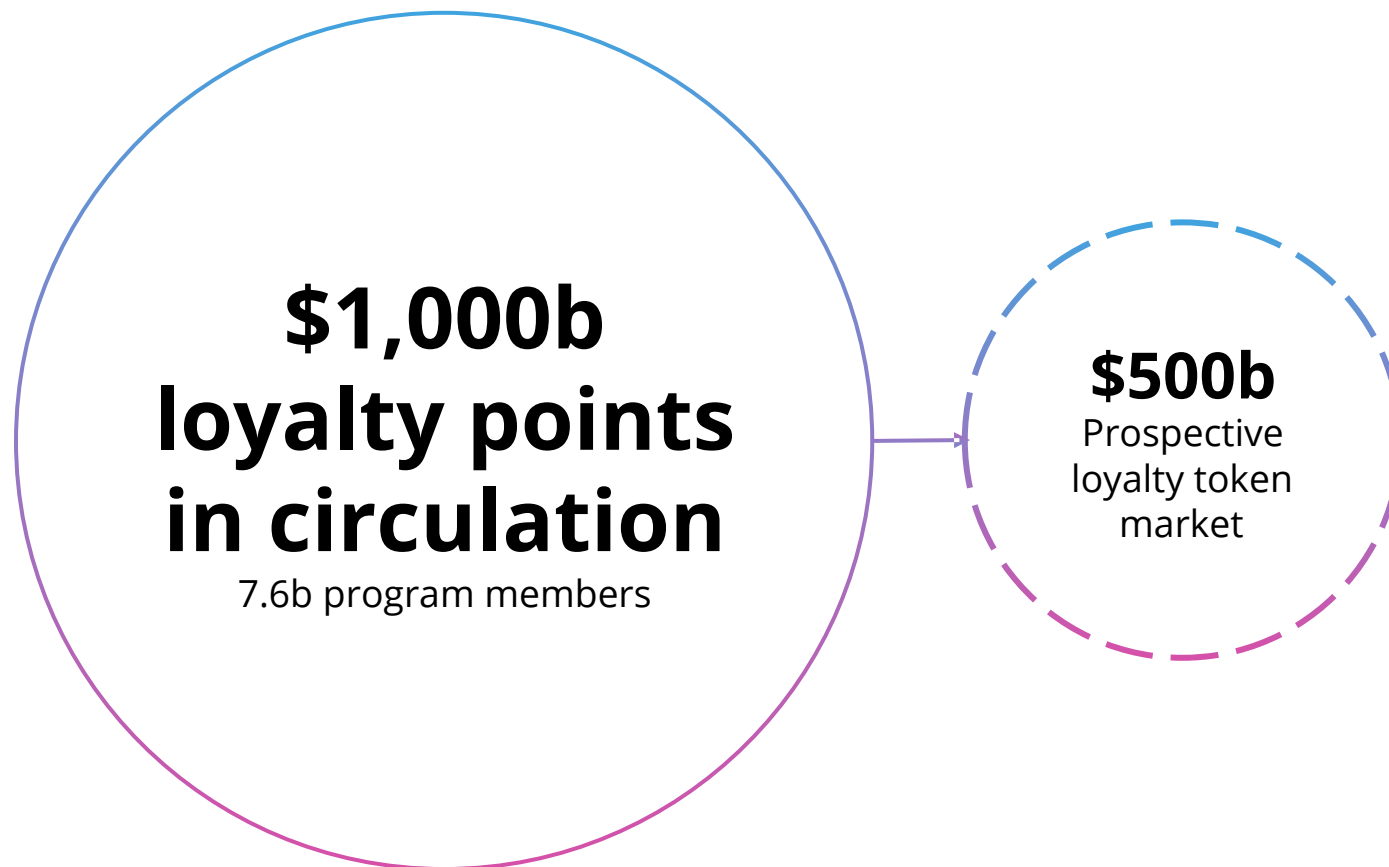 $1,000b
loyalty points
in circulation
7.6b program members
$500b
Prospective
loyalty token
market